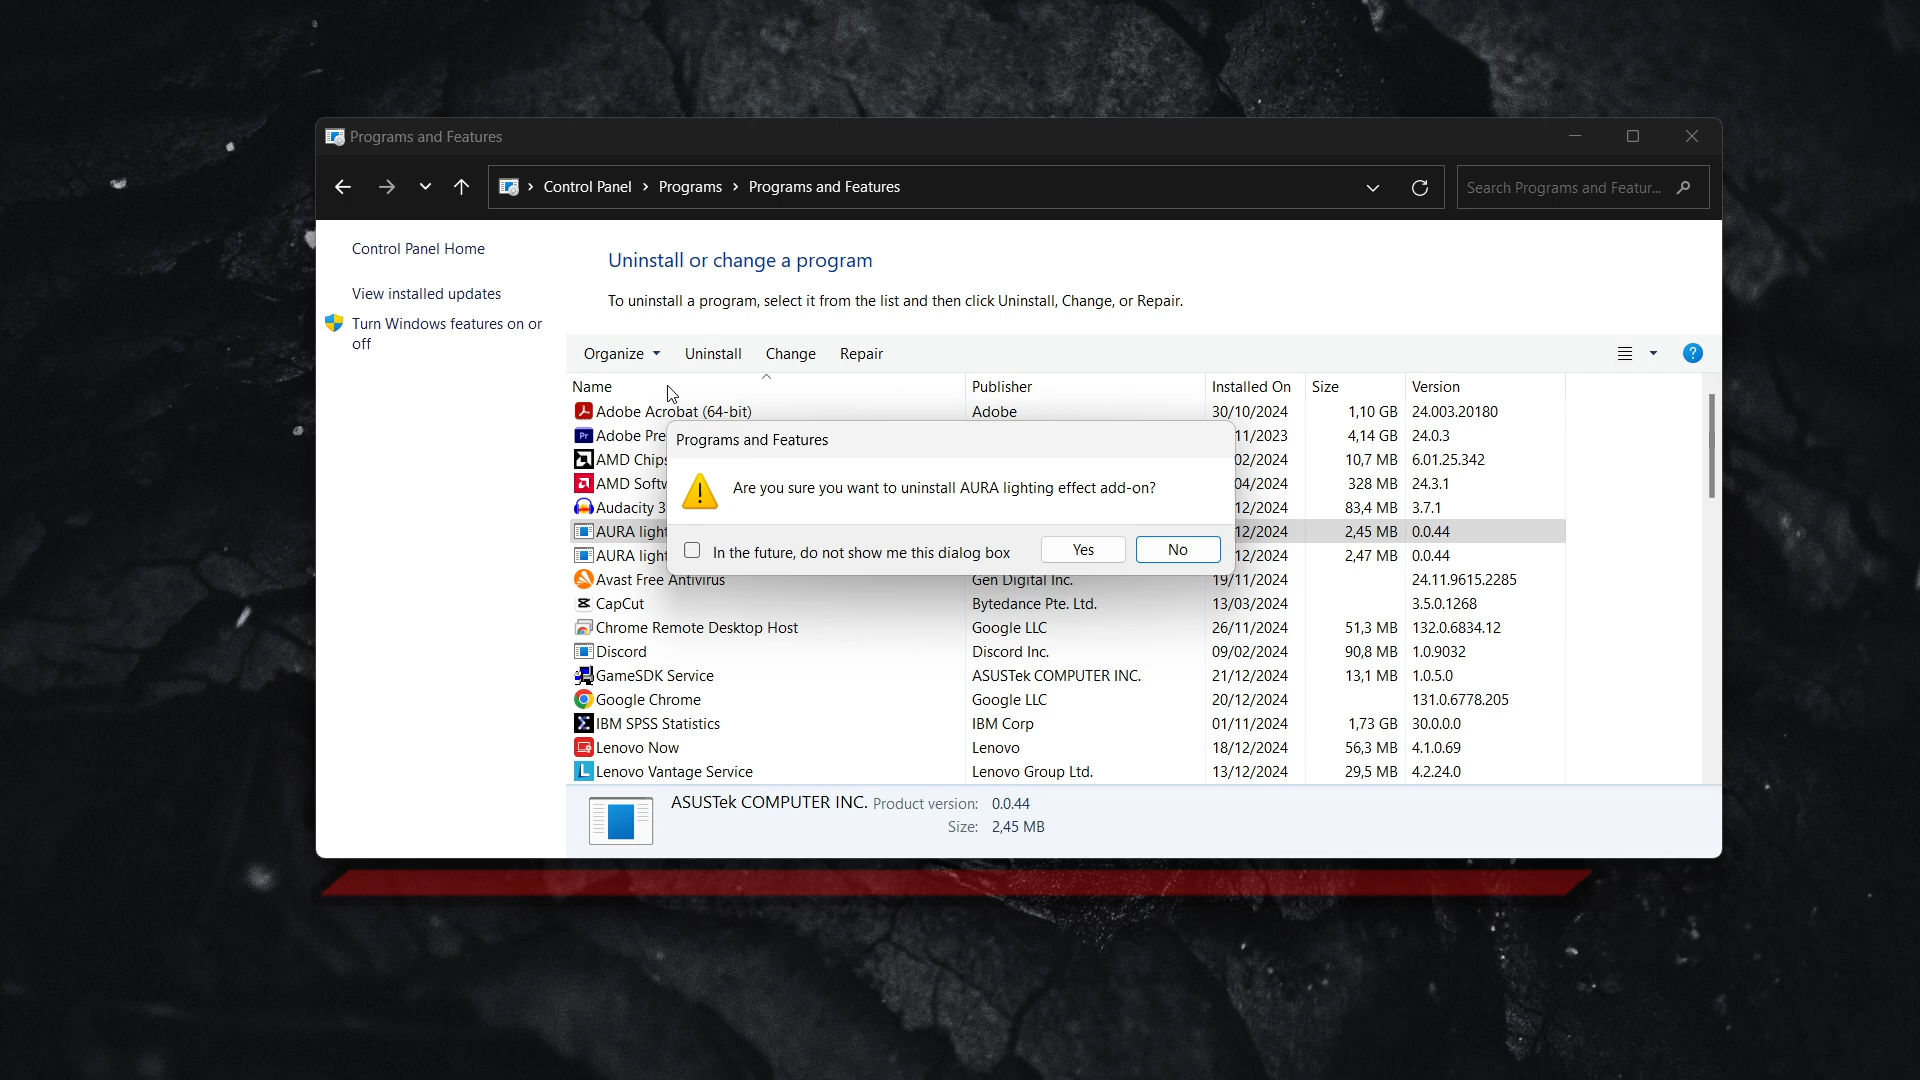 Programs and Features
Control Panel > Programs > Programs and Features
Search Programs and Featur...
Control Panel Home
View installed updates
Turn Windows features on or
off
Uninstall or change a program
To uninstall a program, select it from the list and then click Uninstall, Change, or Repair.
Organize Uninstall Change Repair
Name Publisher Installed On Size Version
Adobe Acrobat (64-bit) Adobe 30/10/2024 1,10 GB 24.003.20180
Adobe Pre 11/2023 4,14 GB 24.0.3
AMD Chips 02/2024 10,7 MB 6.01.25.342
AMD Softw 04/2024 328 MB 24.3.1
Audacity 3 12/2024 83,4 MB 3.7.1
AURA light 12/2024 2,45 MB 0.0.44
AURA light 12/2024 2,47 MB 0.0.44
Programs and Features
Are you sure you want to uninstall AURA lighting effect add-on?
In the future, do not show me this dialog box Yes No
Avast Free Antivirus Gen Digital Inc. 19/11/2024 24.11.9615.2285
CapCut Bytedance Pte. Ltd. 13/03/2024 3.5.0.1268
Chrome Remote Desktop Host Google LLC 26/11/2024 51,3 MB 132.0.6834.12
Discord Discord Inc. 09/02/2024 90,8 MB 1.0.9032
GameSDK Service ASUSTek COMPUTER INC. 21/12/2024 13,1 MB 1.0.5.0
Google Chrome Google LLC 20/12/2024 131.0.6778.205
IBM SPSS Statistics IBM Corp 01/11/2024 1,73 GB 30.0.0.0
Lenovo Now Lenovo 18/12/2024 56,3 MB 4.1.0.69
Lenovo Vantage Service Lenovo Group Ltd. 13/12/2024 29,5 MB 4.2.24.0
ASUSTek COMPUTER INC. Product version: 0.0.44
Size: 2,45 MB